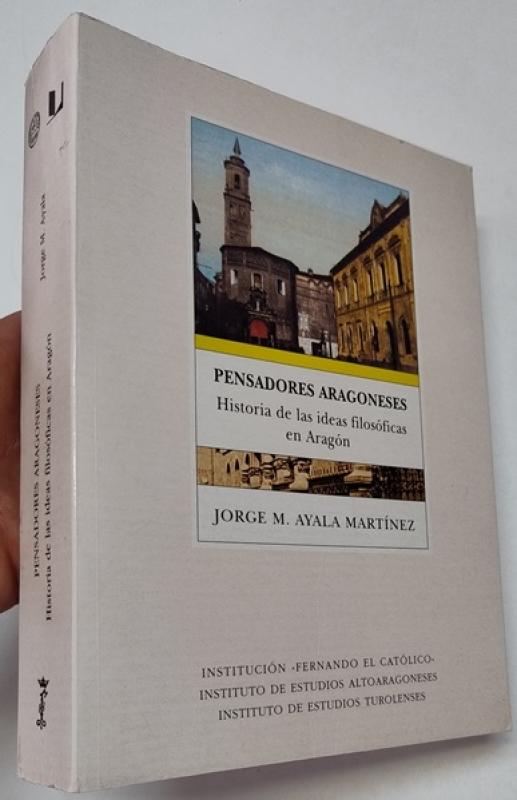 PENSADORES ARAGONESES
Historia de las ideas filosóficas
en Aragón
JORGE M. AYALA MARTÍNEZ
INSTITUCIÓN «FERNANDO EL CATÓLICO»
INSTITUTO DE ESTUDIOS ALTOARAGONESES
INSTITUTO DE ESTUDIOS TUROLENSES
Jorge M. Ayala
PENSADORES ARAGONESES
Historia de las ideas filosóficas en Aragón